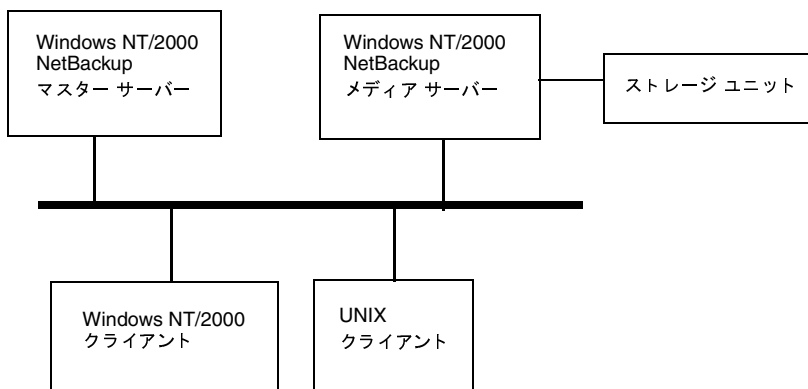 Windows NT/2000
NetBackup
マスター サーバー
Windows NT/2000
NetBackup
メディア サーバー
ストレージ ユニット
Windows NT/2000
クライアント
UNIX
クライアント